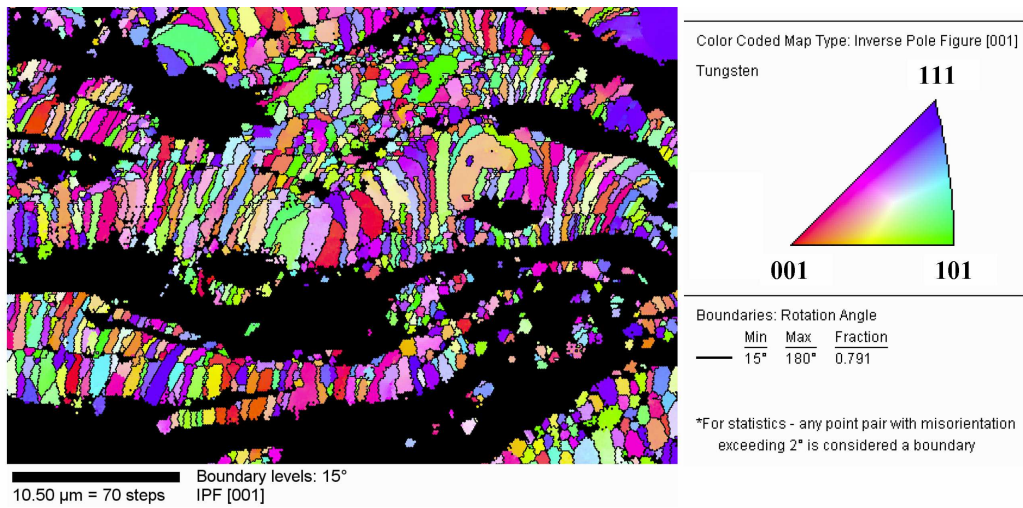 Color Coded Map Type: Inverse Pole Figure [001]
Tungsten
111
001 101
Boundaries: Rotation Angle
Min Max Fraction
15° 180° 0.791
*For statistics - any point pair with misorientation
exceeding 2° is considered a boundary
Boundary levels: 15°
10.50 µm = 70 steps IPF [001]